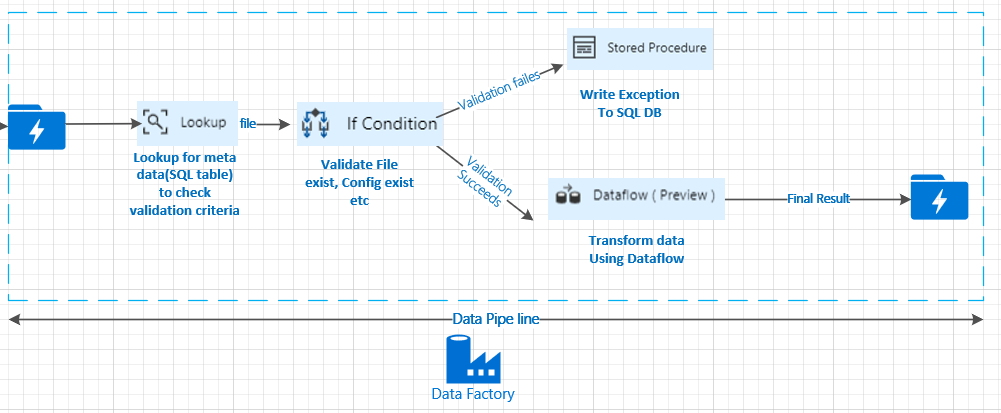 Stored Procedure
Validation failes
Write Exception
To SQL DB
Lookup
file
If Condition
Lookup for meta
data(SQL table)
to check
validation criteria
Validate File
exist, Config exist
etc
Validation
Succeeds
Dataflow ( Preview )
Final Result
Transform data
Using Dataflow
Data Pipe line
Data Factory